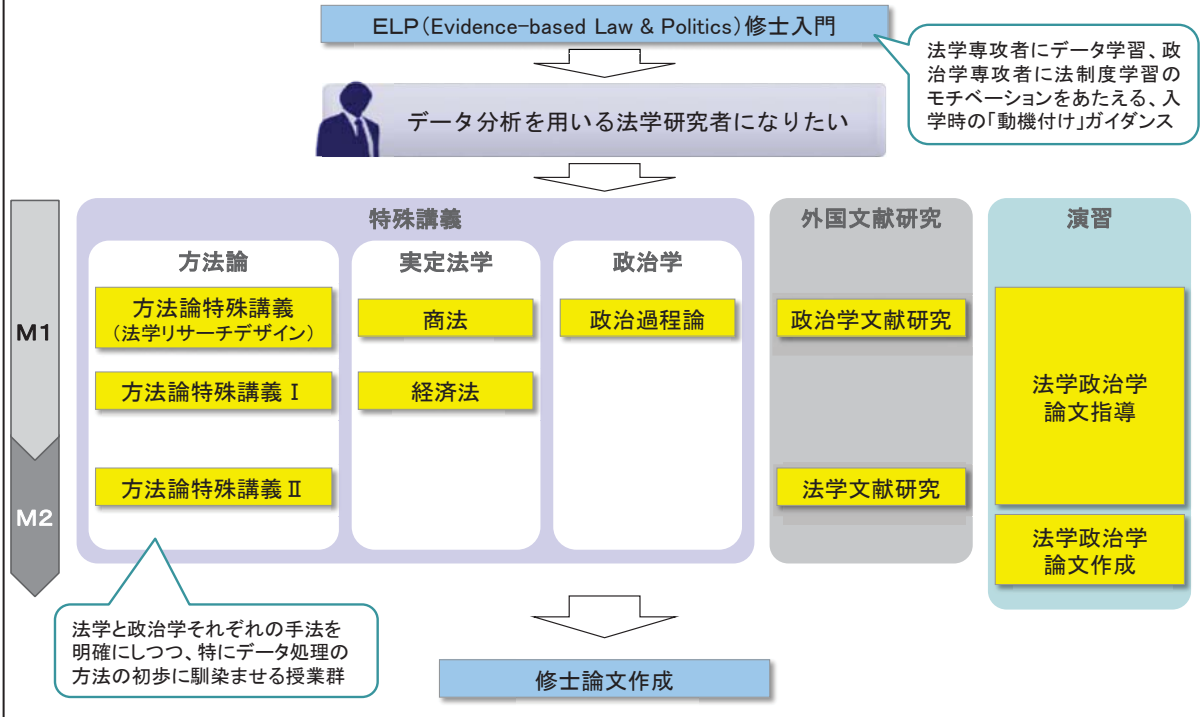 ELP(Evidence-based Law & Politics)修士入門
法学専攻者にデータ学習、政
治学専攻者に法制度学習の
モチベーションをあたえる、入
学時の「動機付け」ガイダンス
データ分析を用いる法学研究者になりたい
特殊講義
外国文献研究
演習
方法論
実定法学
政治学
M1
方法論特殊講義
(法学リサーチデザイン)
商法
政治過程論
政治学文献研究
方法論特殊講義Ⅰ
経済法
法学政治学
論文指導
M2
方法論特殊講義Ⅱ
法学文献研究
法学政治学
論文作成
法学と政治学それぞれの手法を
明確にしつつ、特にデータ処理の
方法の初歩に馴染ませる授業群
修士論文作成